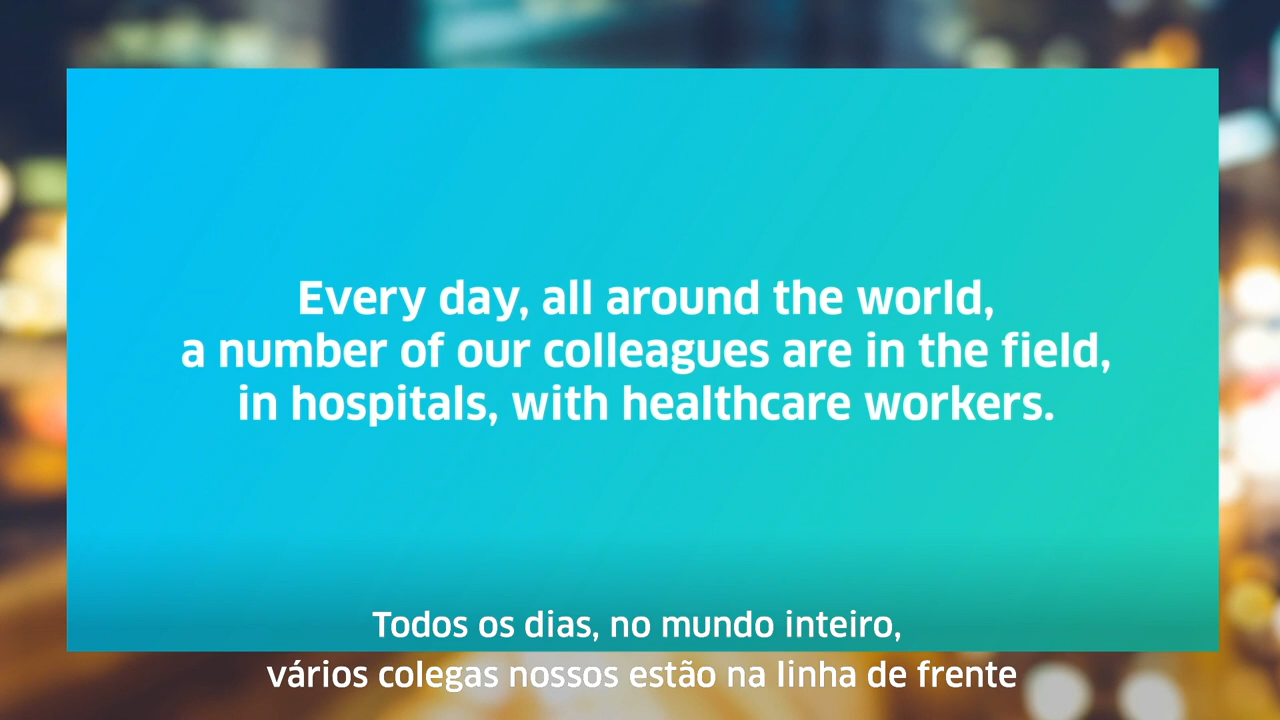 Every day, all around the world,
a number of our colleagues are in the field,
in hospitals, with healthcare workers.
Todos os dias, no mundo inteiro,
vários colegas nossos estão na linha de frente